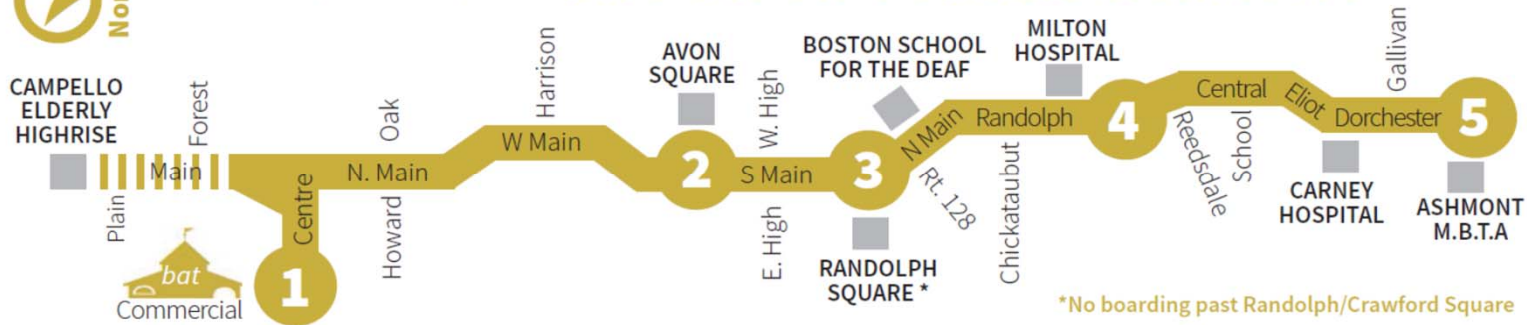 Nor
CAMPELLO
ELDERLY
HIGHRISE
Plain
Main
Forest
bat
Commercial
1
Centre
N. Main
Oak
Howard
W Main
Harrison
AVON
SQUARE
2
S Main
W. High
E. High
BOSTON SCHOOL
FOR THE DEAF
3
RANDOLPH
SQUARE *
N Main
Rt. 128
Randolph
Chickataubut
MILTON
HOSPITAL
4
Reedsdale
Central
School
Eliot
Dorchester
Gallivan
CARNEY
HOSPITAL
5
ASHMONT
M.B.T.A
*No boarding past Randolph/Crawford Square